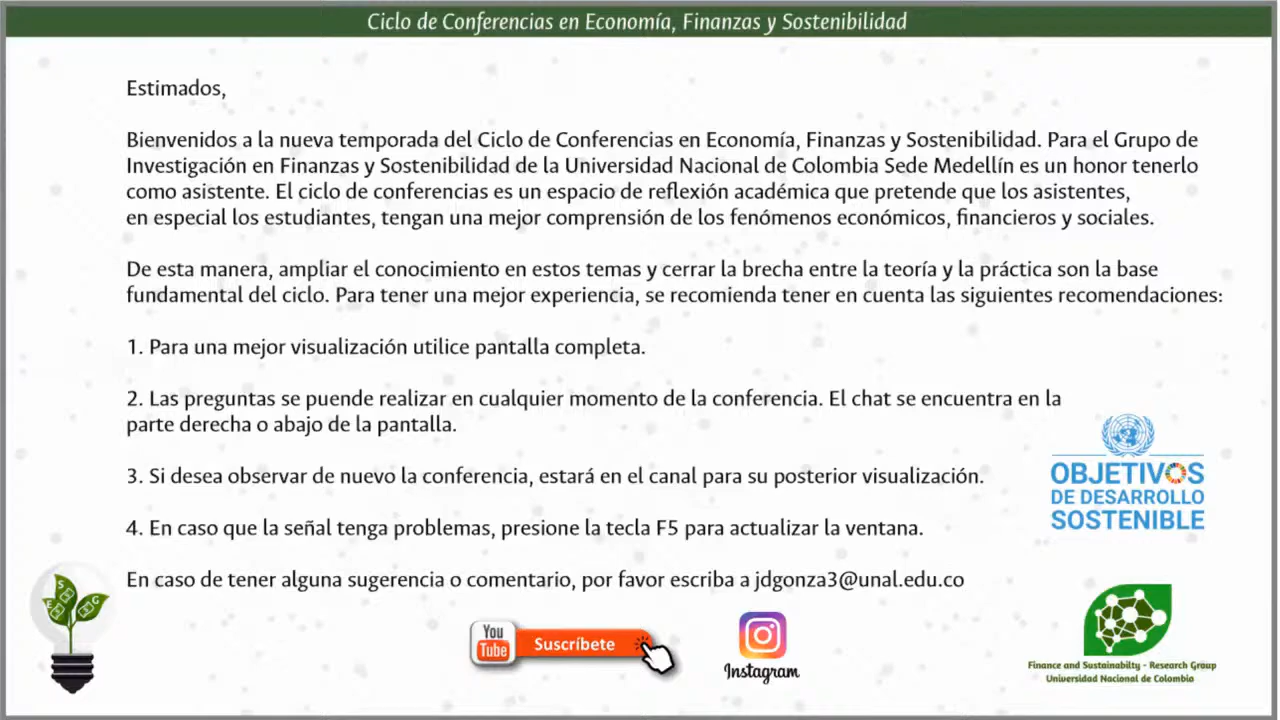 Ciclo de Conferencias en Economía, Finanzas y Sostenibilidad
Estimados,
Bienvenidos a la nueva temporada del Ciclo de Conferencias en Economía, Finanzas y Sostenibilidad. Para el Grupo de
Investigación en Finanzas y Sostenibilidad de la Universidad Nacional de Colombia Sede Medellín es un honor tenerlo
como asistente. El ciclo de conferencias es un espacio de reflexión académica que pretende que los asistentes,
en especial los estudiantes, tengan una mejor comprensión de los fenómenos económicos, financieros y sociales.
De esta manera, ampliar el conocimiento en estos temas y cerrar la brecha entre la teoría y la práctica son la base
fundamental del ciclo. Para tener una mejor experiencia, se recomienda tener en cuenta las siguientes recomendaciones:
1. Para una mejor visualización utilice pantalla completa.
2. Las preguntas se puende realizar en cualquier momento de la conferencia. El chat se encuentra en la
parte derecha o abajo de la pantalla.
3. Si desea observar de nuevo la conferencia, estará en el canal para su posterior visualización.
4. En caso que la señal tenga problemas, presione la tecla F5 para actualizar la ventana.
En caso de tener alguna sugerencia o comentario, por favor escriba a jdgonza3@unal.edu.co
OBJETIVOS
DE DESARROLLO
SOSTENIBLE
E S G
You
Tube
Suscríbete
Instagram
Finance and Sustainabilty - Research Group
Universidad Nacional de Colombia